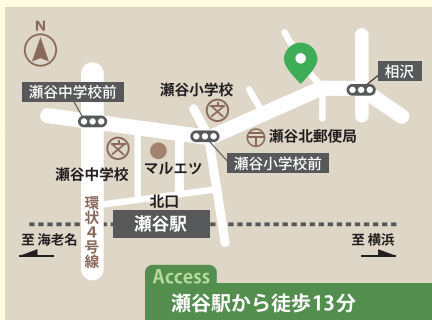 N
瀬谷中学校前
瀬谷小学校
相沢
文
〒
瀬谷北郵便局
文
瀬谷中学校
マルエツ
瀬谷小学校前
環状4号線
北口
瀬谷駅
至 海老名
至 横浜
Access
瀬谷駅から徒歩13分